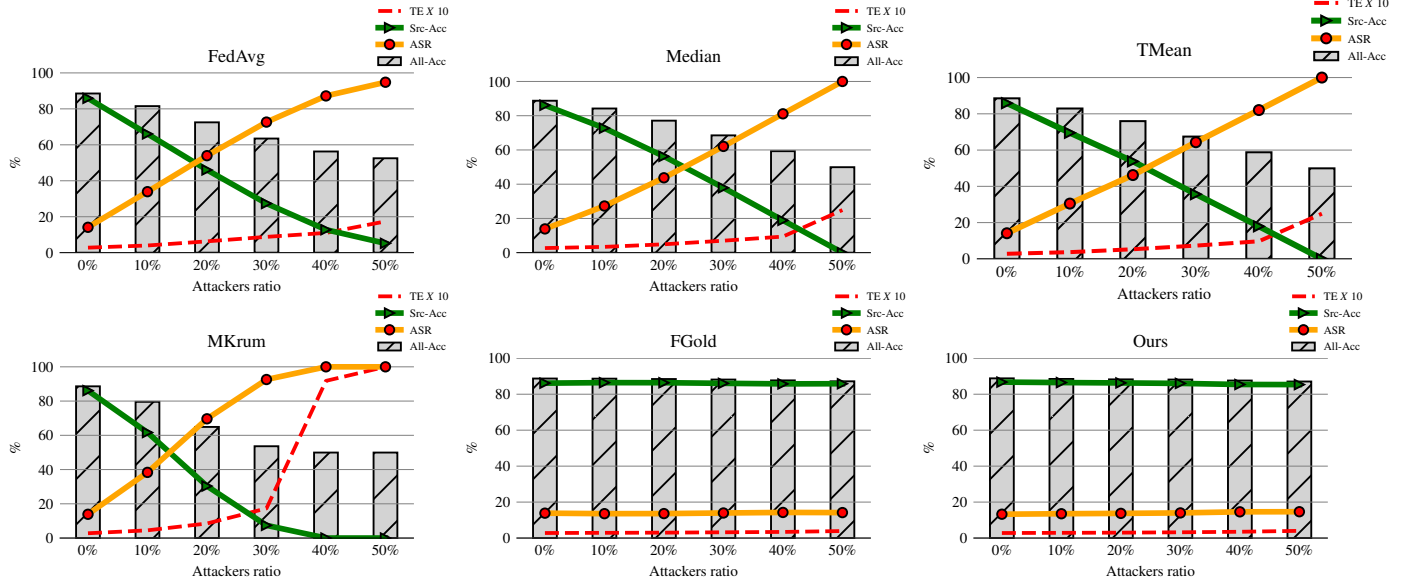 TE X 10
Src-Acc
ASR
All-Acc
FedAvg
100
80
60
40
20
0
%
0% 10% 20% 30% 40% 50%
Attackers ratio
TE X 10
Src-Acc
ASR
All-Acc
Median
100
80
60
40
20
0
%
0% 10% 20% 30% 40% 50%
Attackers ratio
TE X 10
Src-Acc
ASR
All-Acc
TMean
100
80
60
40
20
0
%
0% 10% 20% 30% 40% 50%
Attackers ratio
TE X 10
Src-Acc
ASR
All-Acc
MKrum
100
80
60
40
20
0
%
0% 10% 20% 30% 40% 50%
Attackers ratio
TE X 10
Src-Acc
ASR
All-Acc
FGold
100
80
60
40
20
0
%
0% 10% 20% 30% 40% 50%
Attackers ratio
TE X 10
Src-Acc
ASR
All-Acc
Ours
100
80
60
40
20
0
%
0% 10% 20% 30% 40% 50%
Attackers ratio